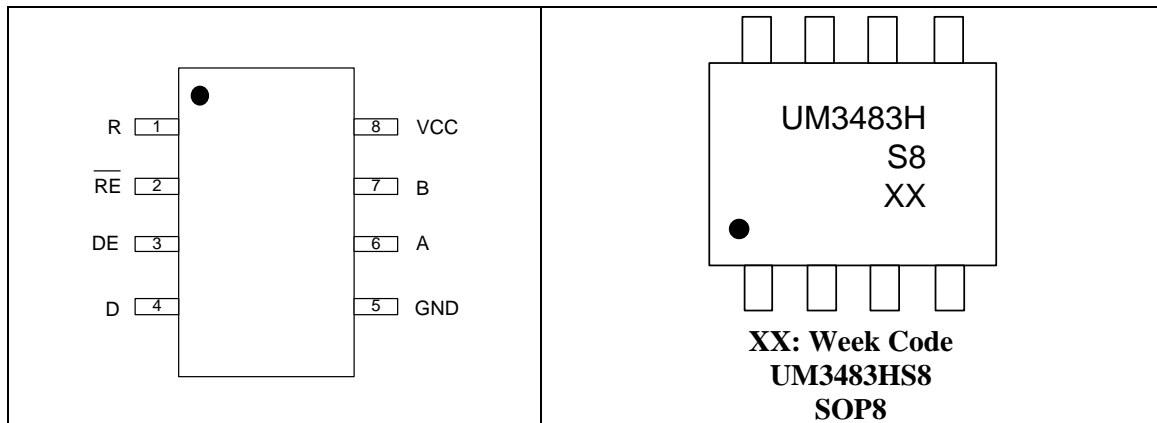 R 1 8 VCC
R̅E̅ 2 7 B
DE 3 6 A
D 4 5 GND
UM3483H
S8
XX
XX: Week Code
UM3483HS8
SOP8